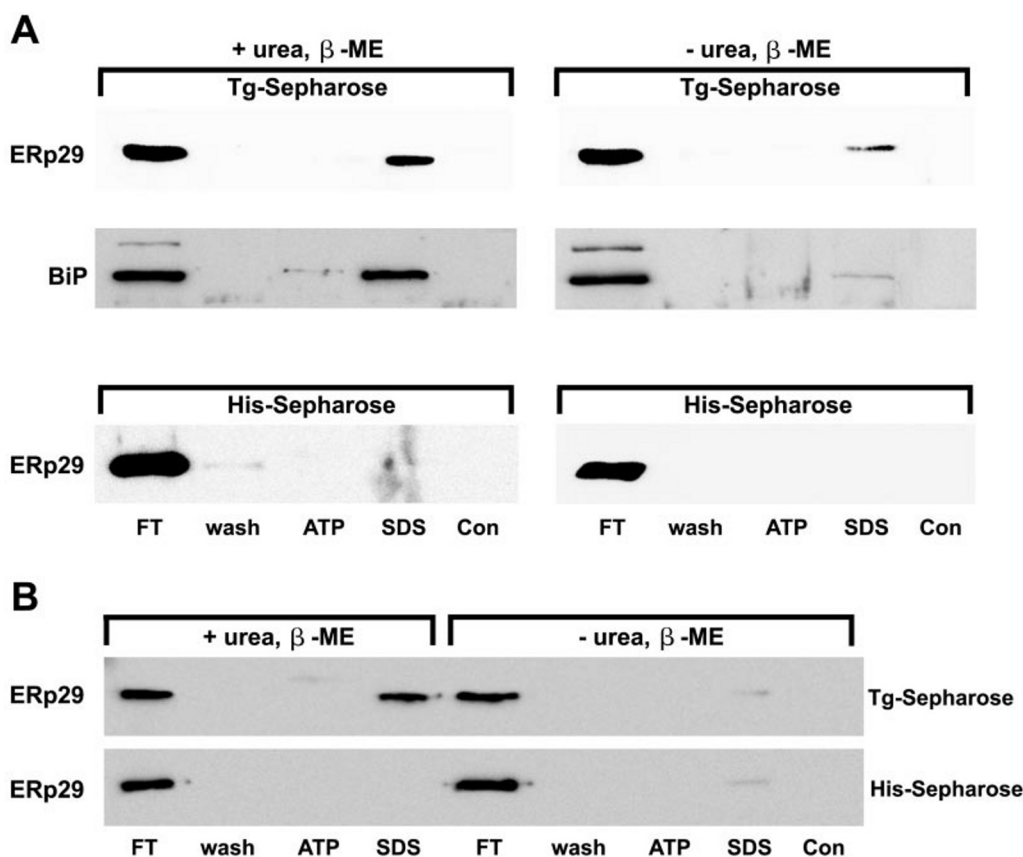 A
+ urea, β -ME
- urea, β -ME
Tg-Sepharose
Tg-Sepharose
ERp29
BiP
His-Sepharose
His-Sepharose
ERp29
FT wash ATP SDS Con
FT wash ATP SDS Con
B
+ urea, β -ME
- urea, β -ME
ERp29
Tg-Sepharose
ERp29
His-Sepharose
FT wash ATP SDS FT wash ATP SDS Con